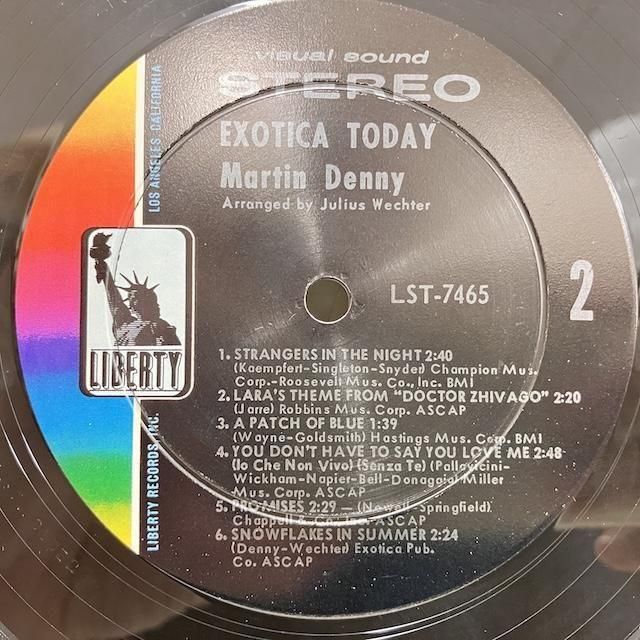 visual sound
STEREO
EXOTICA TODAY
Martin Denny
Arranged by Julius Wechter
LOS ANGELES, CALIFORNIA
LIBERTY
LIBERTY RECORDS, INC.
LST-7465
2
1. STRANGERS IN THE NIGHT 2:40
(Kaempfert-Singleton-Snyder) Champion Mus.
Corp.-Roosevelt Mus. Co., Inc. BMI
2. LARA'S THEME FROM "DOCTOR ZHIVAGO" 2:20
(Jarre) Robbins Mus. Corp. ASCAP
3. A PATCH OF BLUE 1:39
(Wayne-Goldsmith) Hastings Mus. Corp. BMI
4. YOU DON'T HAVE TO SAY YOU LOVE ME 2:48
(Io Che Non Vivo) (Senza Te) (Pallavicini-
Wickham-Napier-Bell-Donaggio) Miller
Mus. Corp. ASCAP
5. PROMISES 2:29 — (Newell-Springfield)
Chappell & Co., Inc. ASCAP
6. SNOWFLAKES IN SUMMER 2:24
(Denny-Wechter) Exotica Pub.
Co. ASCAP